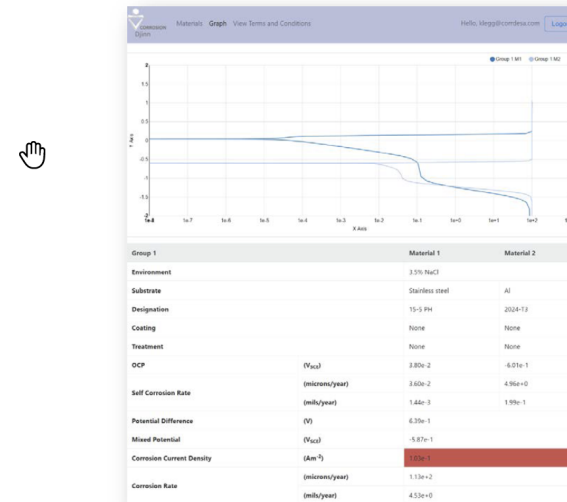 CORROSION
Djinn
Materials Graph View Terms and Conditions
Hello, klegg@corrdesa.com
Group 1 M1 Group 1 M2
2
1.5
1
0.5
0
-0.5
-1
-1.5
-2
Y Axis
1e-8 1e-7 1e-6 1e-5 1e-4 1e-3 1e-2 1e-1 1e+0 1e+1 1e+2
X Axis
Group 1 Material 1 Material 2
Environment 3.5% NaCl
Substrate Stainless steel Al
Designation 15-5 PH 2024-T3
Coating None None
Treatment None None
OCP (VSCE) 3.80e-2 -6.01e-1
Self Corrosion Rate (microns/year) 3.60e-2 4.96e+0
(mils/year) 1.44e-3 1.99e-1
Potential Difference (V) 6.39e-1
Mixed Potential (VSCE) -5.87e-1
Corrosion Current Density (Am-2) 1.03e-1
Corrosion Rate (microns/year) 1.13e+2
(mils/year) 4.53e+0